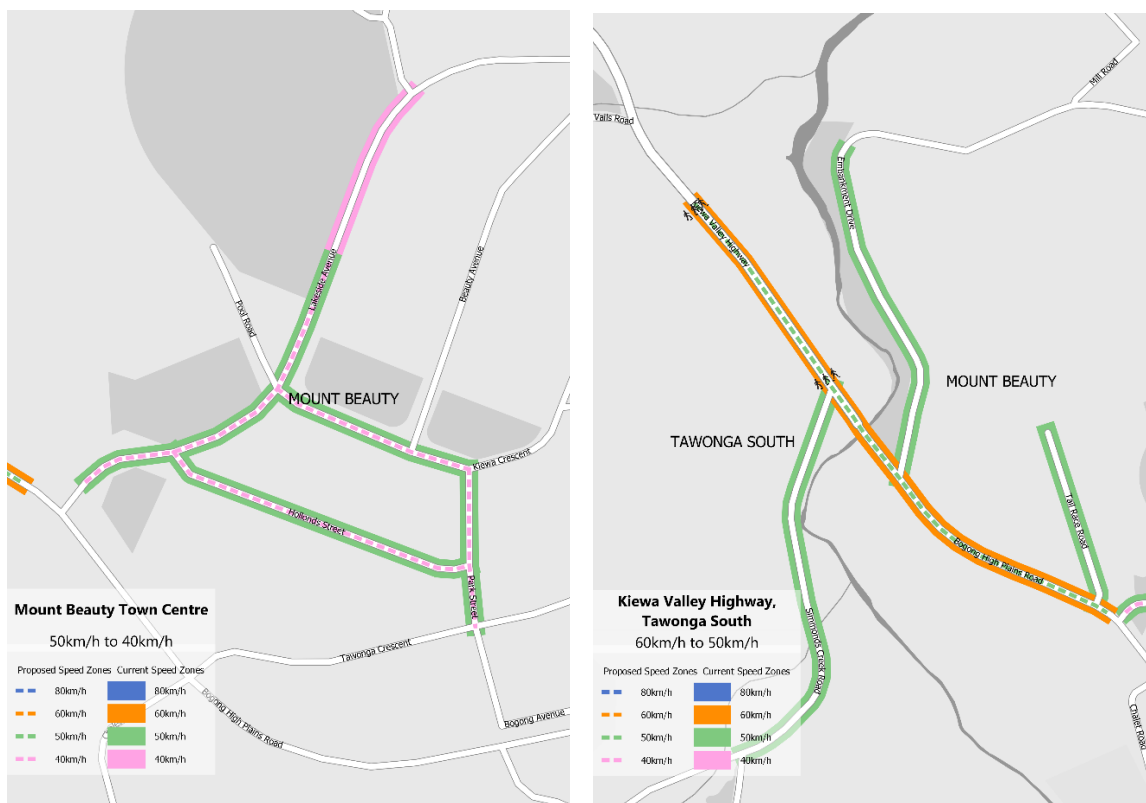 Lakeside Avenue
Beauty Avenue
Pool Road
MOUNT BEAUTY
Kiewa Crescent
Hollonds Street
Park Street
Tawonga Crescent
Bogong High Plains Road
Bogong Avenue
Mount Beauty Town Centre
50km/h to 40km/h
Proposed Speed Zones Current Speed Zones
80km/h 80km/h
60km/h 60km/h
50km/h 50km/h
40km/h 40km/h
Mill Road
Valls Road
Embankment Drive
Kiewa Valley Highway
MOUNT BEAUTY
TAWONGA SOUTH
Tail Race Road
Bogong High Plains Road
Simmonds Creek Road
Chalet Road
Kiewa Valley Highway,
Tawonga South
60km/h to 50km/h
Proposed Speed Zones Current Speed Zones
80km/h 80km/h
60km/h 60km/h
50km/h 50km/h
40km/h 40km/h